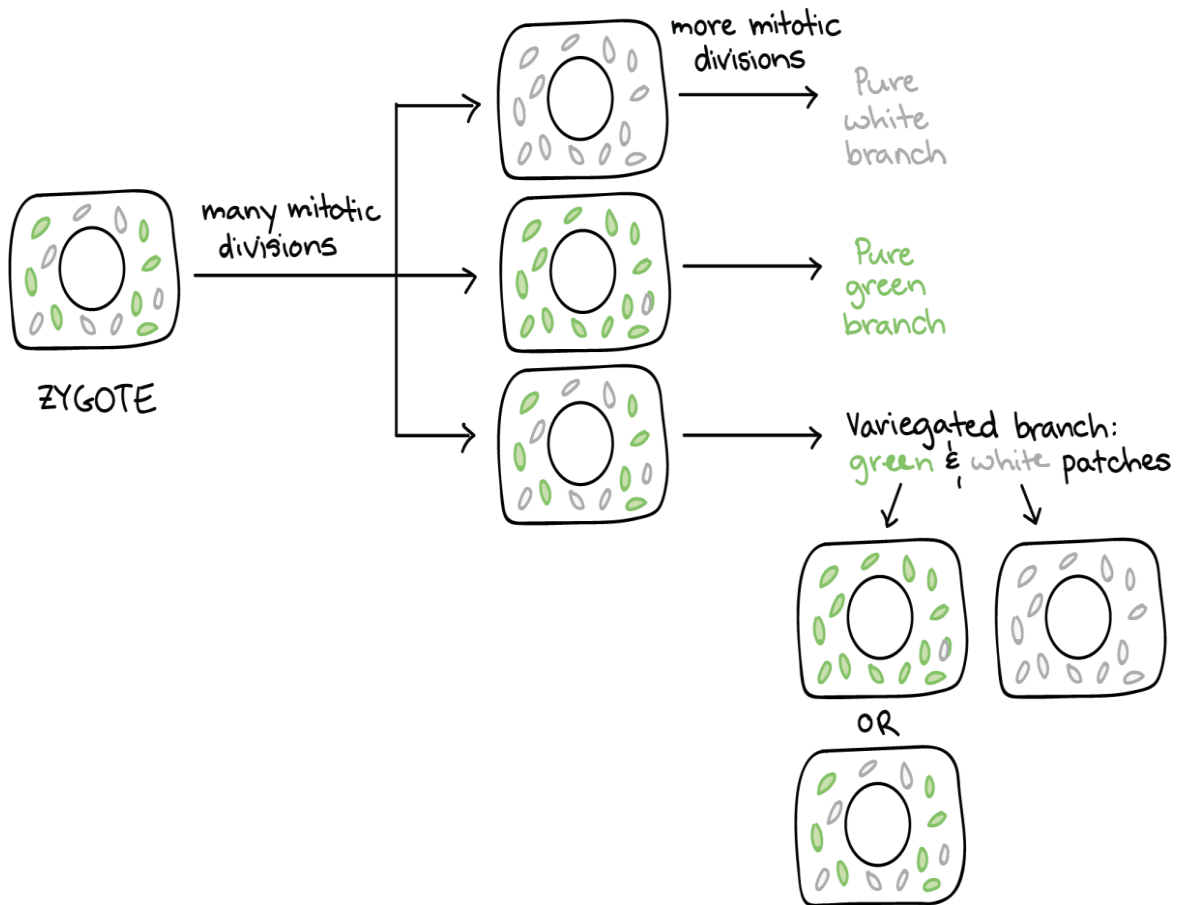 more mitotic
divisions
Pure
white
branch
many mitotic
divisions
ZYGOTE
Pure
green
branch
Variegated branch:
green & white patches
OR